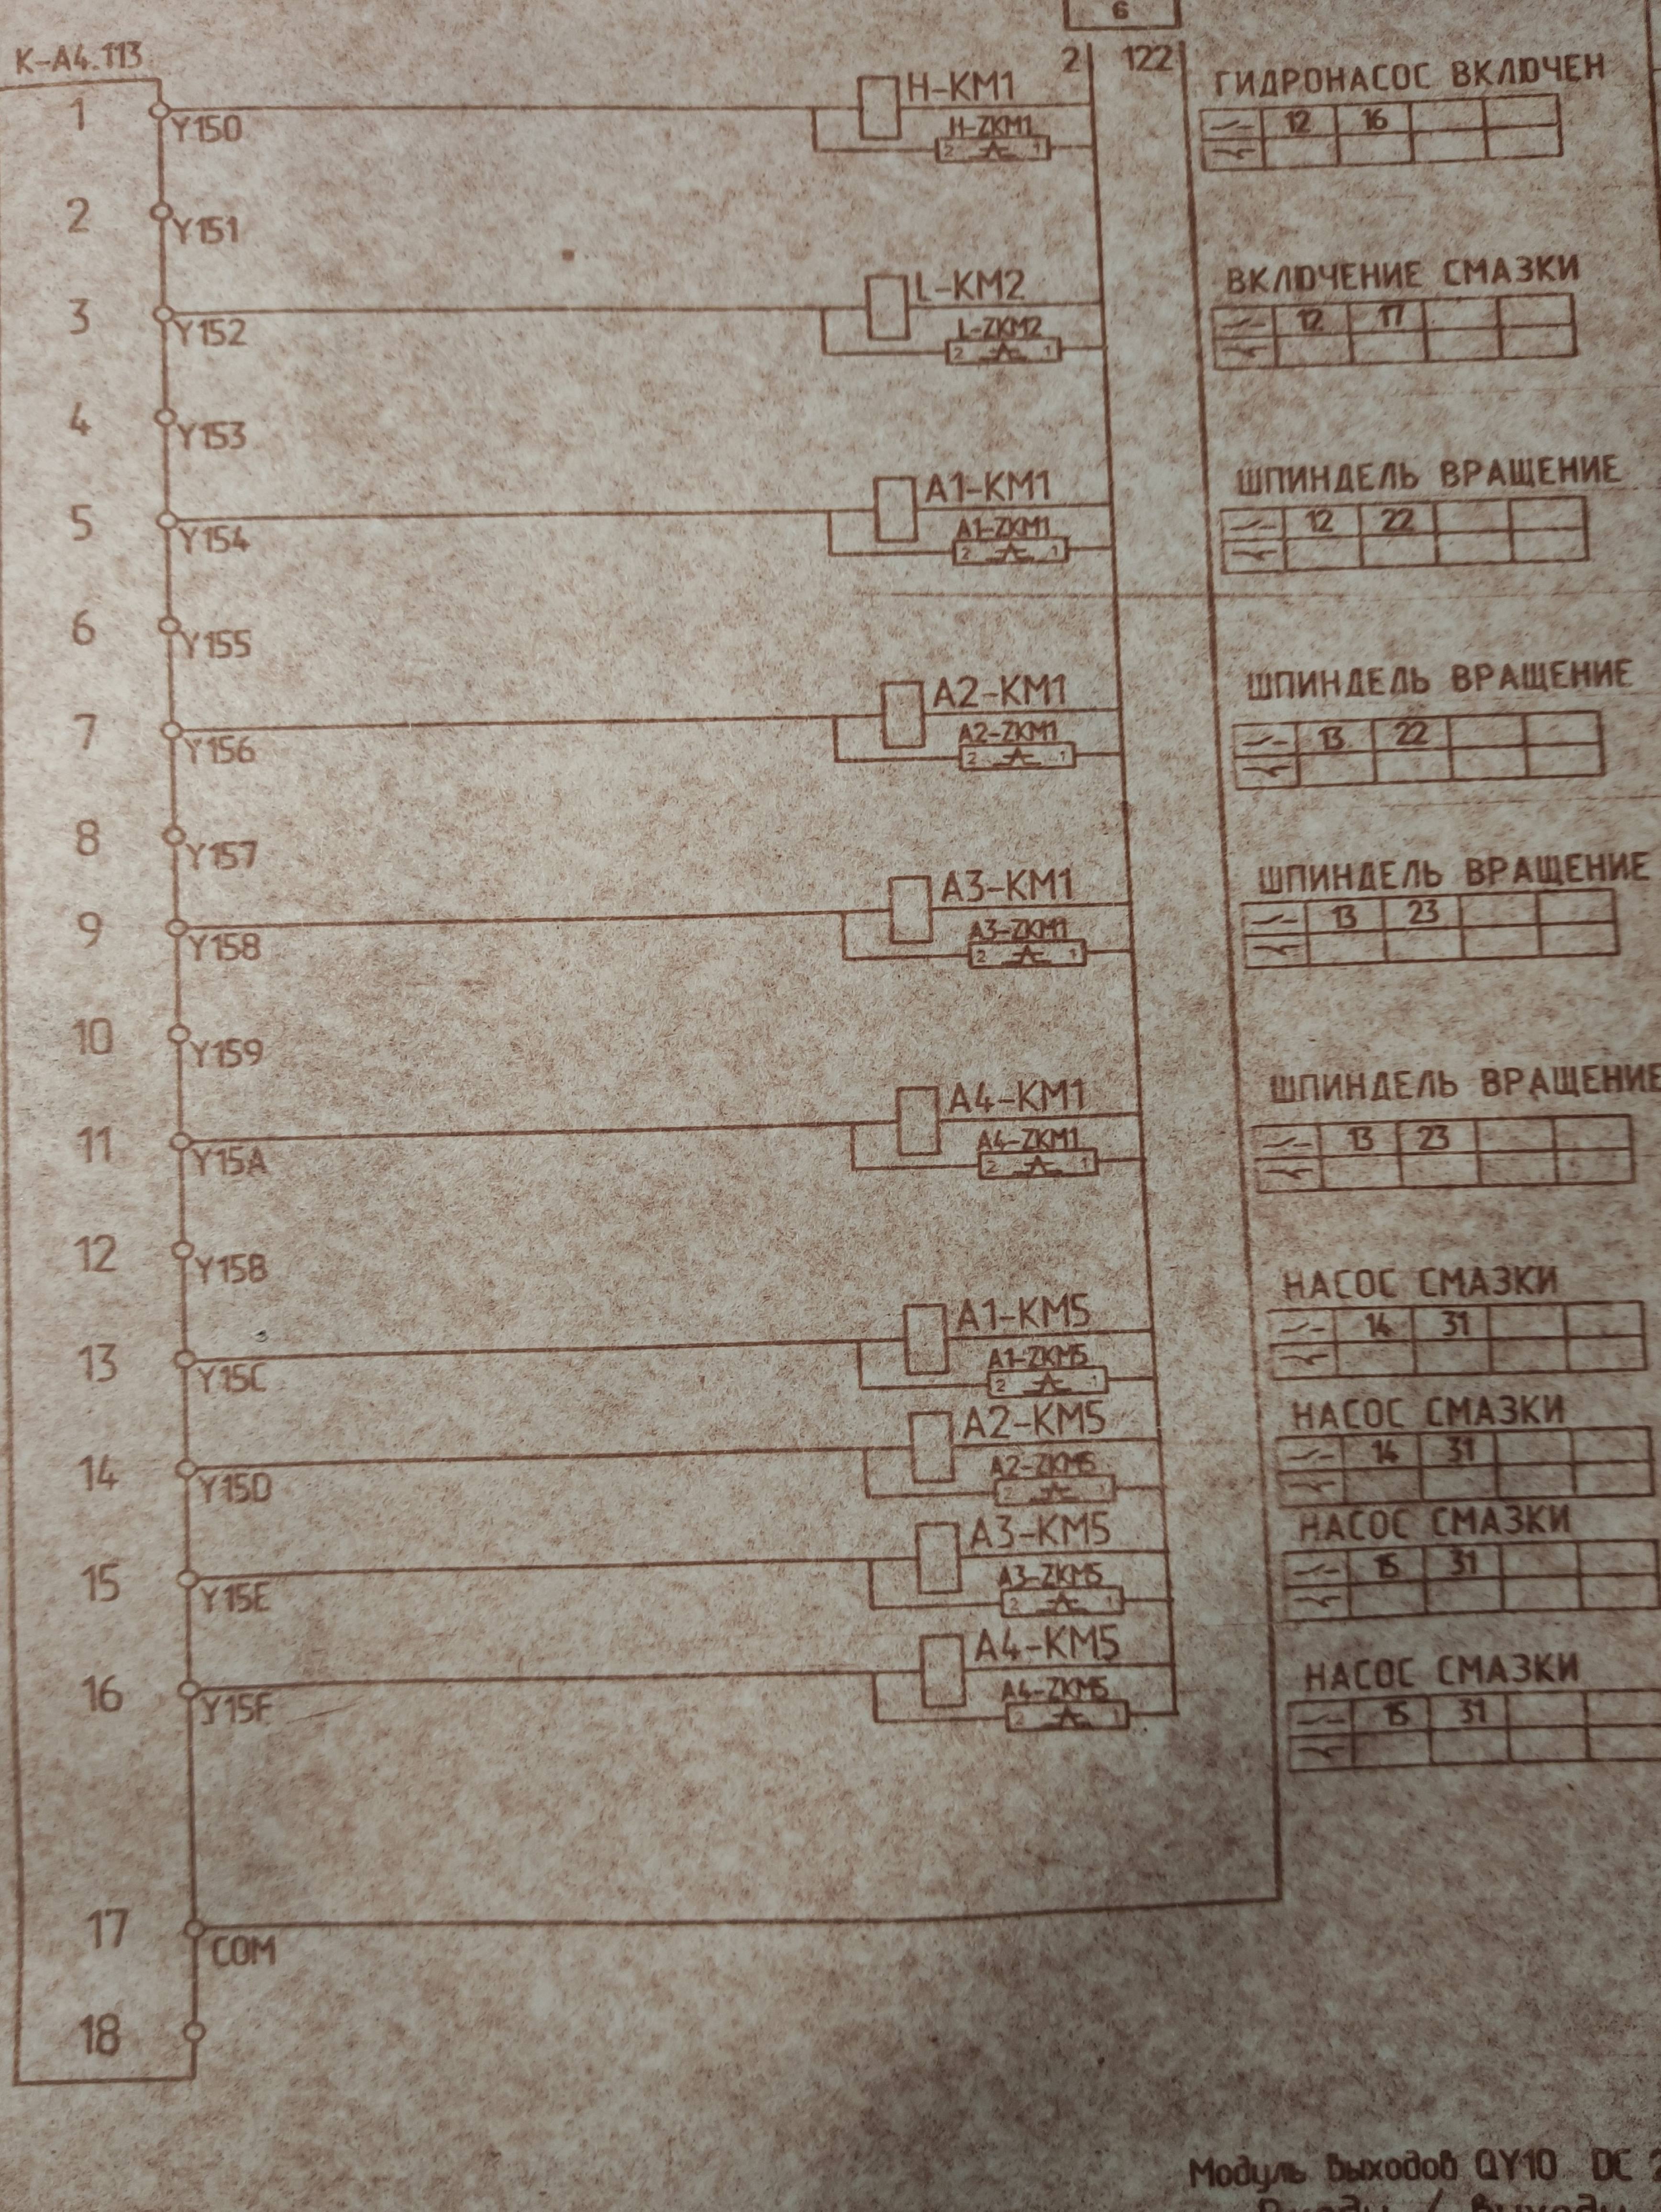 6
К-А4.113
2 122
1 Y150 H-KM1 ГИДРОНАСОС ВКЛЮЧЕН
H-ZKM1 12 16
2 1
2 Y151
3 Y152 L-KM2 ВКЛЮЧЕНИЕ СМАЗКИ
L-ZKM2 12 17
2 1
4 Y153
5 Y154 A1-KM1 ШПИНДЕЛЬ ВРАЩЕНИЕ
A1-ZKM1 12 22
2 1
6 Y155
7 Y156 A2-KM1 ШПИНДЕЛЬ ВРАЩЕНИЕ
A2-ZKM1 13 22
2 1
8 Y157
9 Y158 A3-KM1 ШПИНДЕЛЬ ВРАЩЕНИЕ
A3-ZKM1 13 23
2 1
10 Y159
11 Y15A A4-KM1 ШПИНДЕЛЬ ВРАЩЕНИЕ
A4-ZKM1 13 23
2 1
12 Y15B
13 Y15C A1-KM5 НАСОС СМАЗКИ
A1-ZKM5 14 31
2 1
14 Y15D A2-KM5 НАСОС СМАЗКИ
A2-ZKM5 14 31
2 1
15 Y15E A3-KM5 НАСОС СМАЗКИ
A3-ZKM5 15 31
2 1
16 Y15F A4-KM5 НАСОС СМАЗКИ
A4-ZKM5 15 31
2 1
17 COM
18
Модуль выходов QY10 DC